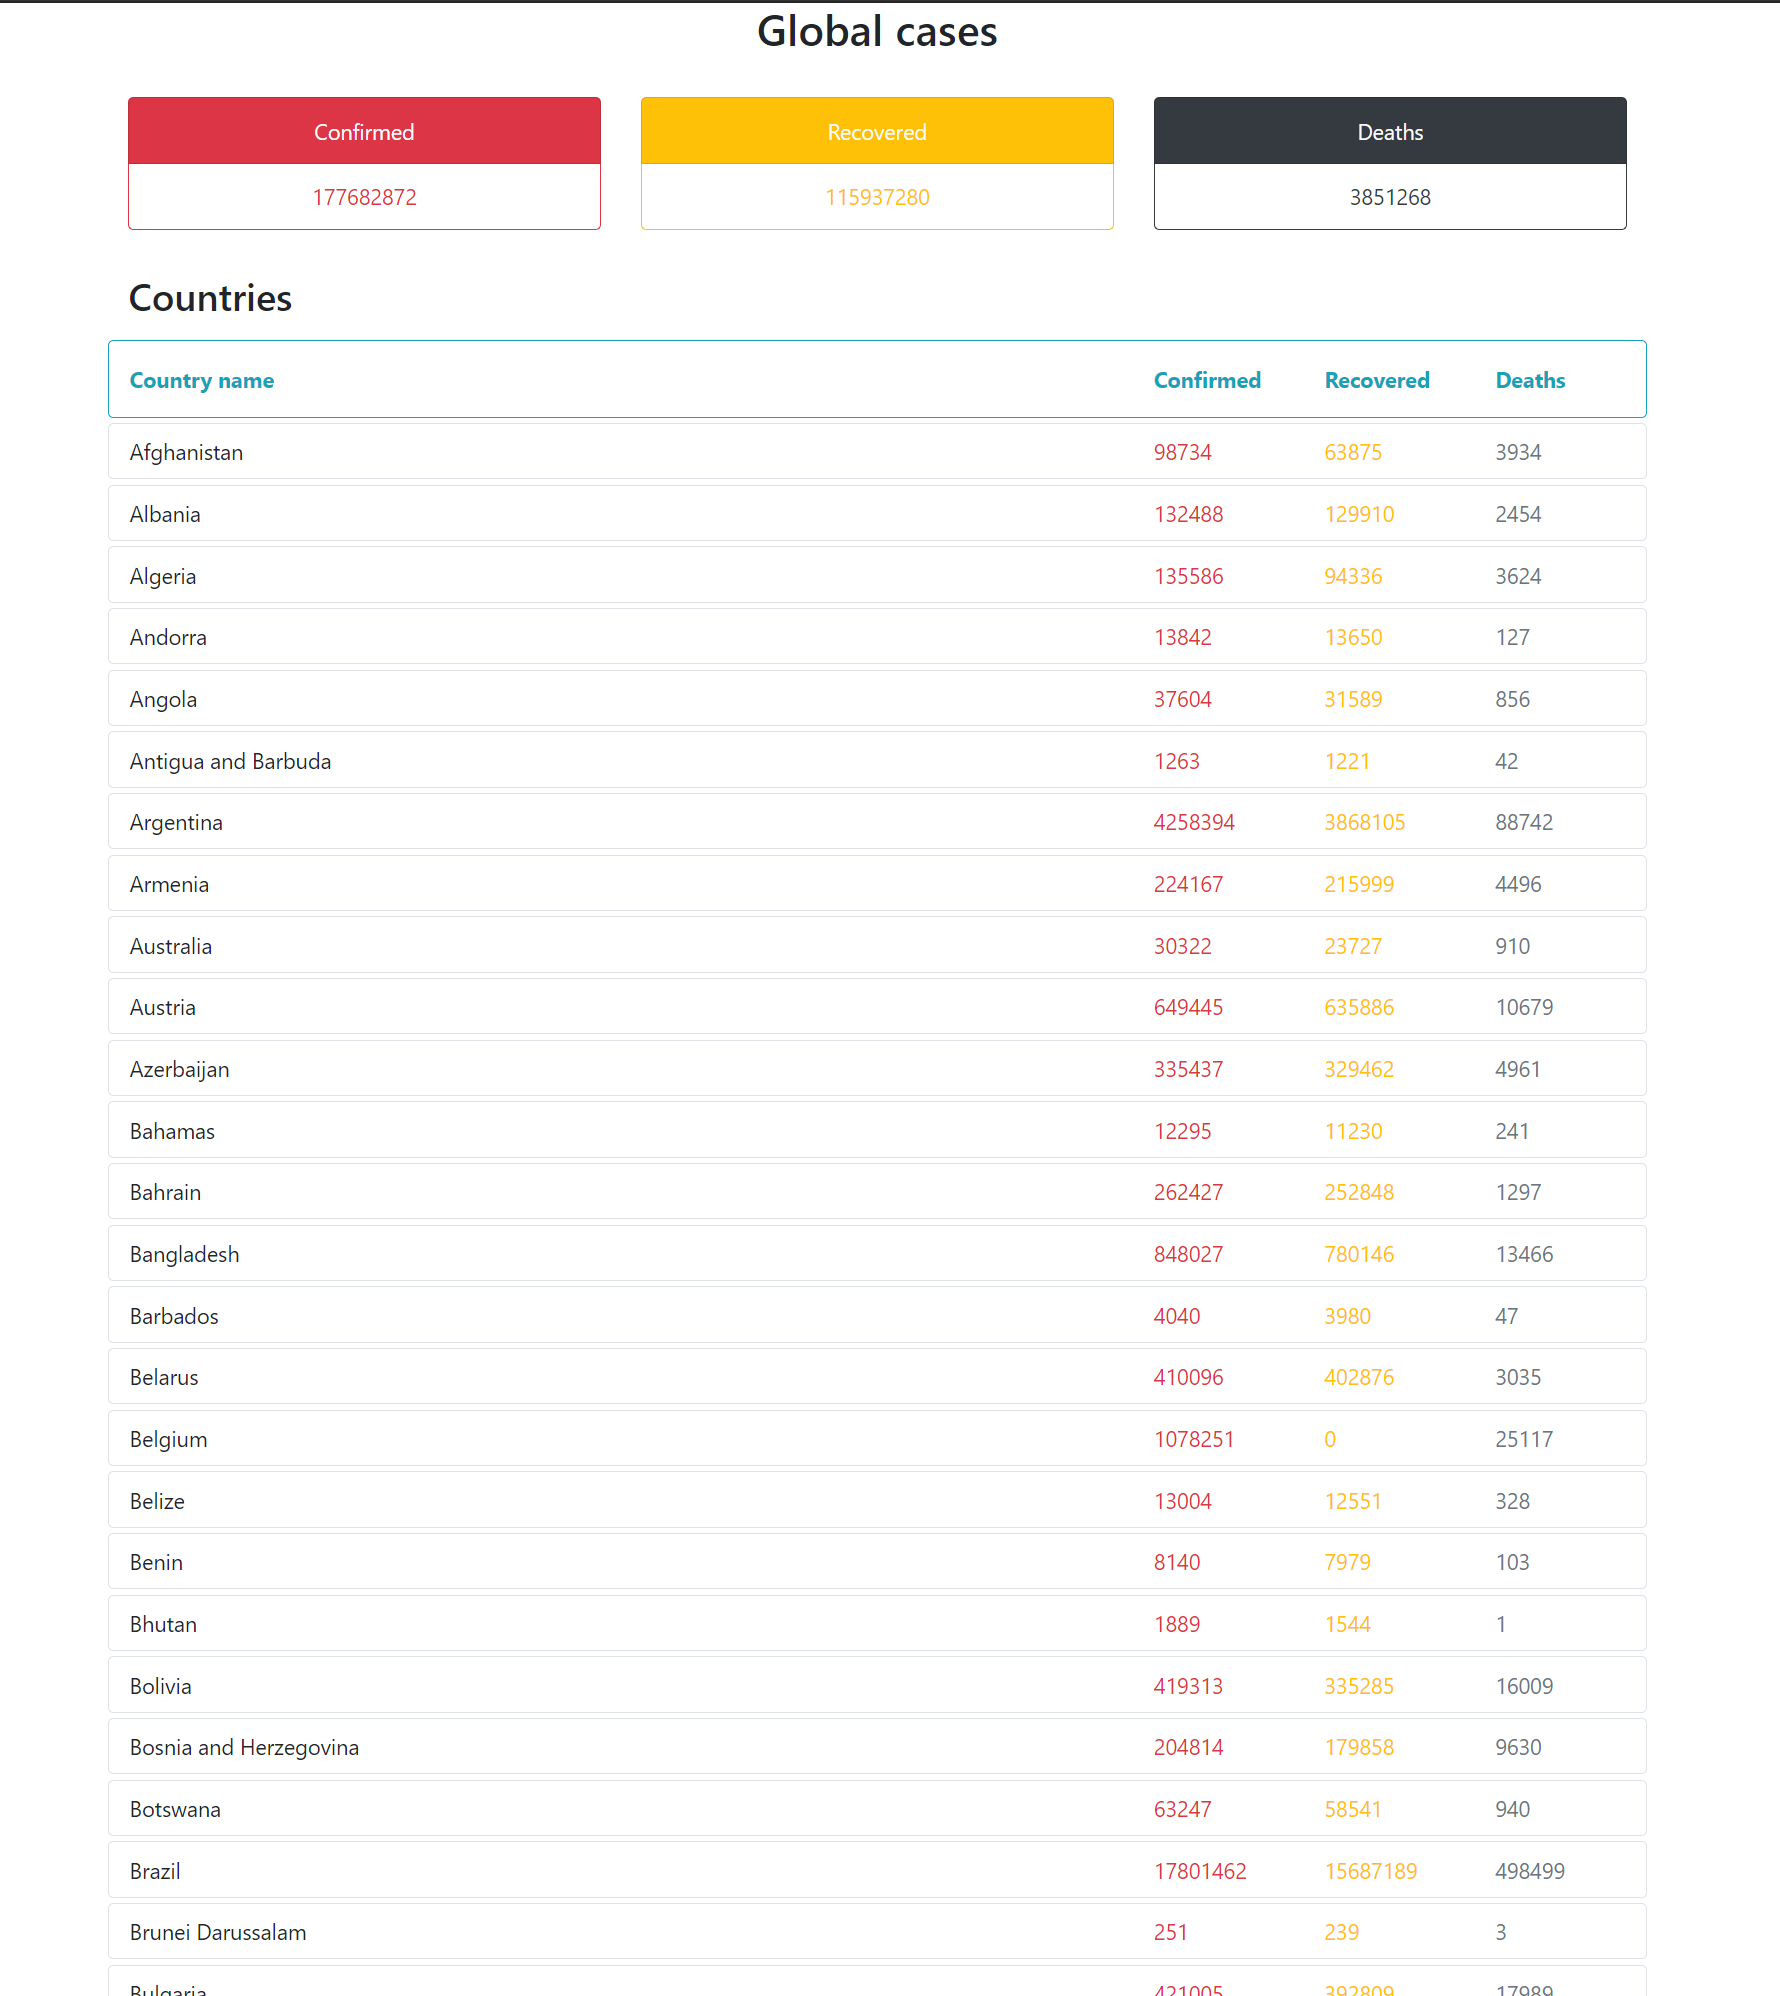 Global cases
Confirmed Recovered Deaths
177682872 115937280 3851268
Countries
Country name Confirmed Recovered Deaths
Afghanistan 98734 63875 3934
Albania 132488 129910 2454
Algeria 135586 94336 3624
Andorra 13842 13650 127
Angola 37604 31589 856
Antigua and Barbuda 1263 1221 42
Argentina 4258394 3868105 88742
Armenia 224167 215999 4496
Australia 30322 23727 910
Austria 649445 635886 10679
Azerbaijan 335437 329462 4961
Bahamas 12295 11230 241
Bahrain 262427 252848 1297
Bangladesh 848027 780146 13466
Barbados 4040 3980 47
Belarus 410096 402876 3035
Belgium 1078251 0 25117
Belize 13004 12551 328
Benin 8140 7979 103
Bhutan 1889 1544 1
Bolivia 419313 335285 16009
Bosnia and Herzegovina 204814 179858 9630
Botswana 63247 58541 940
Brazil 17801462 15687189 498499
Brunei Darussalam 251 239 3
Bulgaria 421005 392809 17989